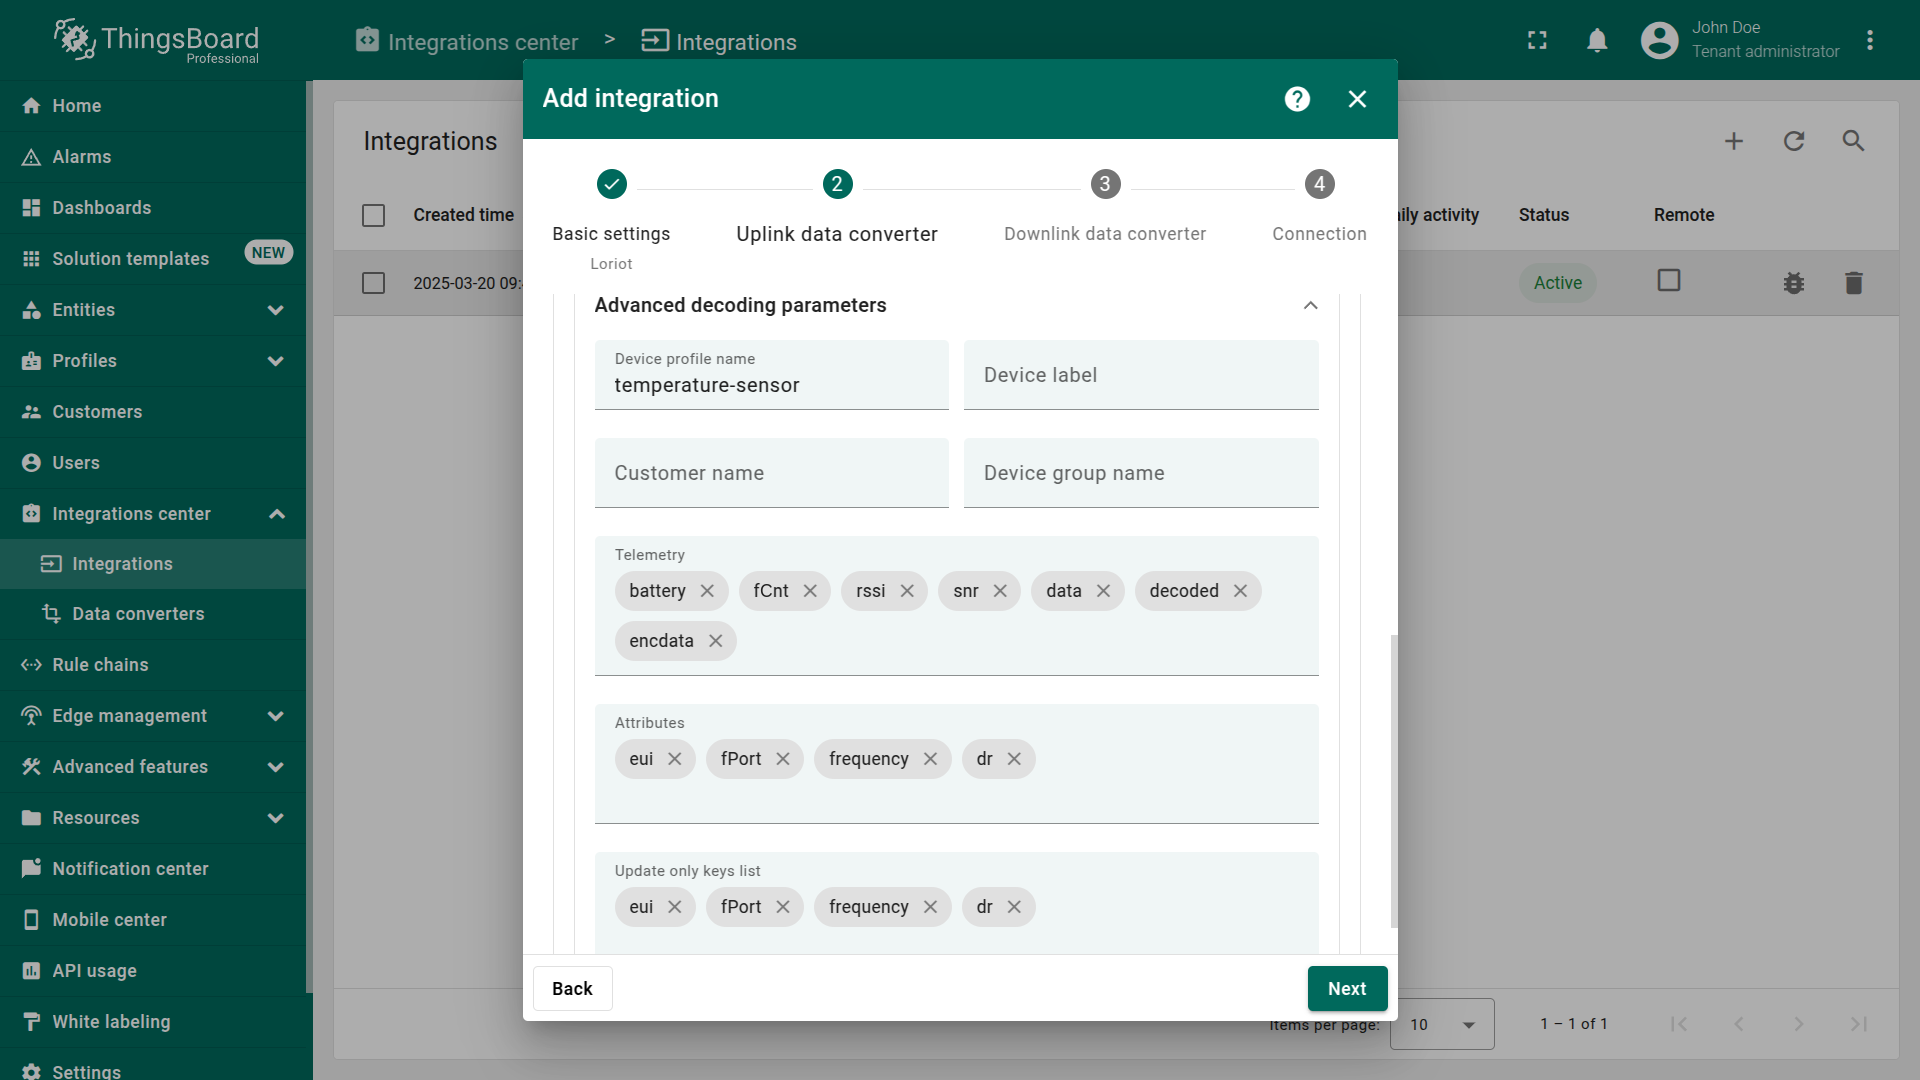 ThingsBoard
Professional
Integrations center > Integrations
John Doe
Tenant administrator
Home
Alarms
Dashboards
Solution templates
NEW
Entities
Profiles
Customers
Users
Integrations center
Integrations
Data converters
Rule chains
Edge management
Advanced features
Resources
Notification center
Mobile center
API usage
White labeling
Settings
Integrations
Created time
ily activity
Status
Remote
2025-03-20 09:
Active
Items per page:
10
1 – 1 of 1
Add integration
2
3
4
Basic settings
Loriot
Uplink data converter
Downlink data converter
Connection
Advanced decoding parameters
Device profile name
temperature-sensor
Device label
Customer name
Device group name
Telemetry
battery
fCnt
rssi
snr
data
decoded
encdata
Attributes
eui
fPort
frequency
dr
Update only keys list
eui
fPort
frequency
dr
Back
Next